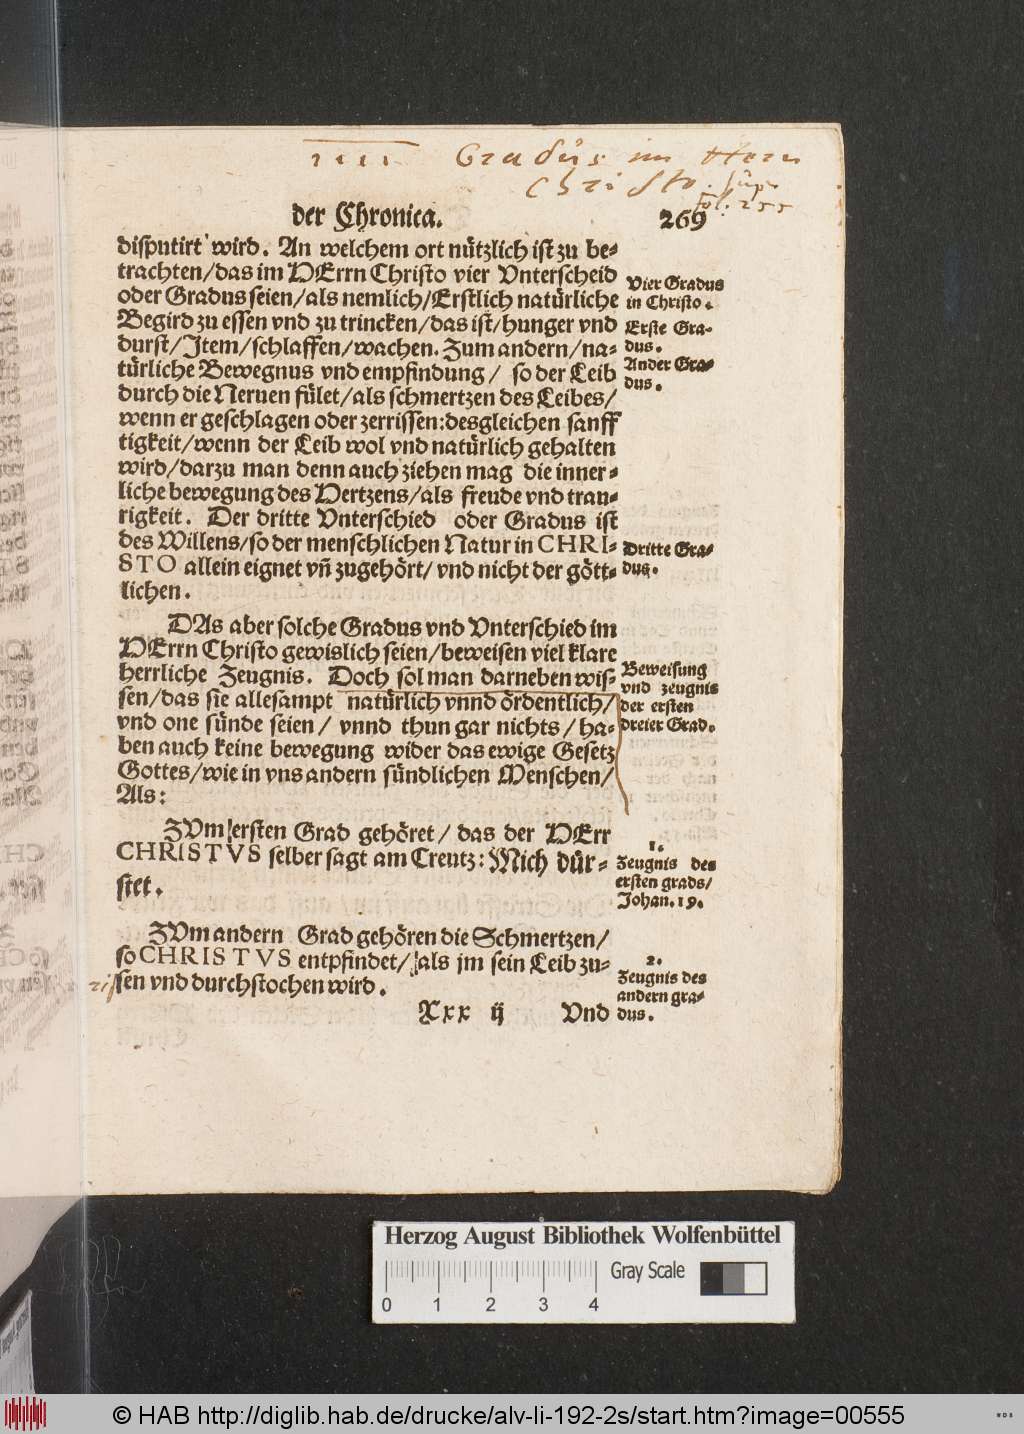 1111 Gradus im Hern
Christo. sup.
fol. 255
der Chronica. 269
disputirt wird. An welchem ort nützlich ist zu be-
trachten/das im HErrn Christo vier Vnterscheid
oder Gradus seien/als nemlich/Erstlich natürliche
Begird zu essen vnd zu trincken/das ist/hunger vnd
durst/Jtem/schlaffen/wachen. Zum andern/na-
türliche Bewegnus vnd empfindung/ so der Leib
durch die Neruen fület/als schmertzen des Leibes/
wenn er geschlagen oder zerrissen:desgleichen sanff
tigkeit/wenn der Leib wol vnd natürlich gehalten
wird/darzu man denn auch ziehen mag die inner-
liche bewegung des Hertzens/als freude vnd trau-
rigkeit. Der dritte Vnterschied oder Gradus ist
des Willens/so der menschlichen Natur in CHRI-
STO allein eignet vñ zugehört/ vnd nicht der gött-
lichen.
Vier Gradus
in Christo.
Erste Gra-
dus.
Ander Gra-
dus.
Dritte Gra-
dus.
DAs aber solche Gradus vnd Vnterschied im
HErrn Christo gewislich seien/beweisen viel klare
herrliche Zeugnis. Doch sol man darneben wis-
sen/das sie allesampt natürlich vnnd ördentlich/
vnd one sünde seien/ vnnd thun gar nichts/ ha-
ben auch keine bewegung wider das ewige Gesetz
Gottes/wie in vns andern sündlichen Menschen/
Als:
Beweisung
vnd zeugnis
der ersten
dreier Grad.
ZVm ersten Grad gehöret/ das der HErr
CHRISTVS selber sagt am Creutz: Mich dür-
stet.
1.
Zeugnis des
ersten grads/
Johan. 19.
ZVm andern Grad gehören die Schmertzen/
so CHRISTVS entpfindet/ als jm sein Leib zu-
sen vnd durchstochen wird.
2.
Zeugnis des
andern gra-
dus.
Xxx ij Vnd
Herzog August Bibliothek Wolfenbüttel
Gray Scale
0 1 2 3 4
© HAB http://diglib.hab.de/drucke/alv-li-192-2s/start.htm?image=00555